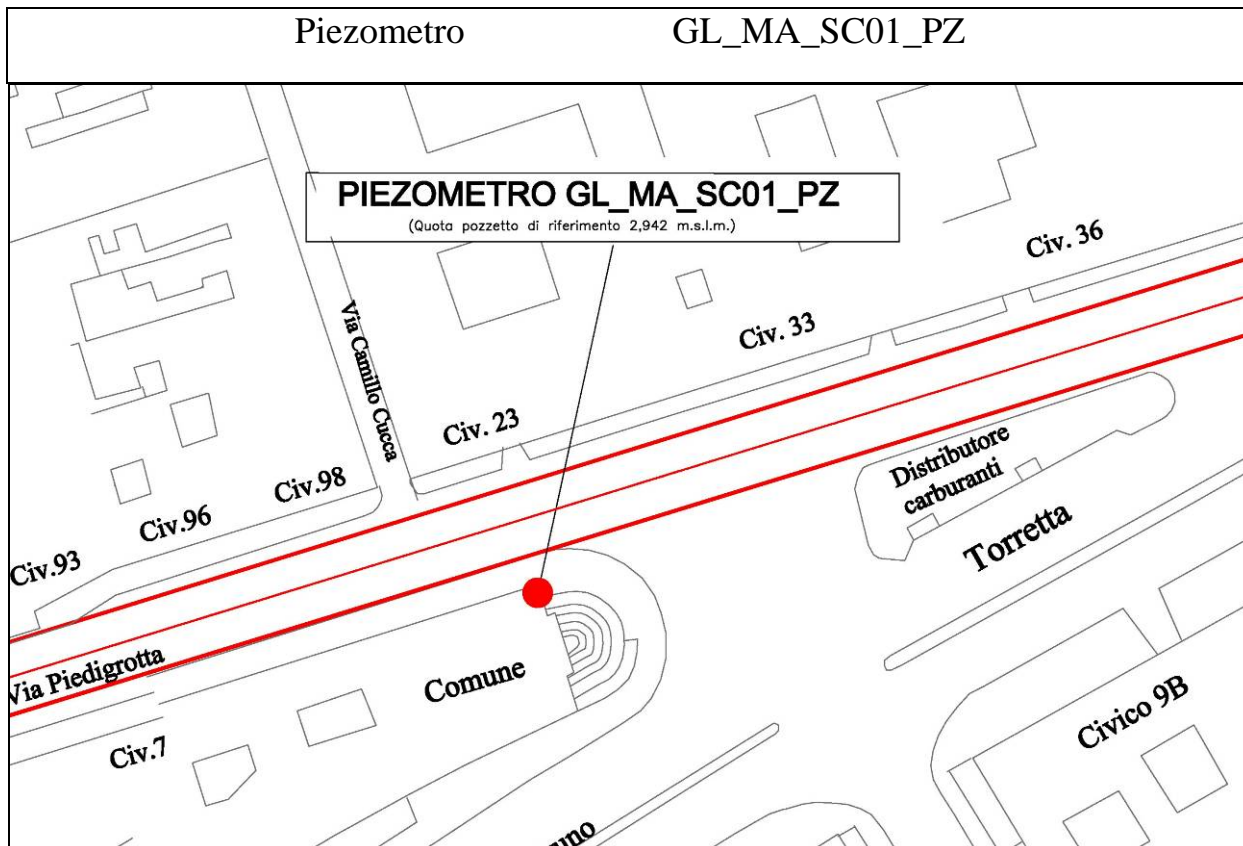 Piezometro GL_MA_SC01_PZ
PIEZOMETRO GL_MA_SC01_PZ
(Quota pozzetto di riferimento 2,942 m.s.l.m.)
Civ. 36
Civ. 33
Via Camillo Cucca
Civ. 23
Distributore
carburanti
Civ.98
Civ.96
Torretta
Civ.93
Via Piedigrotta
Comune
Civico 9B
Civ.7